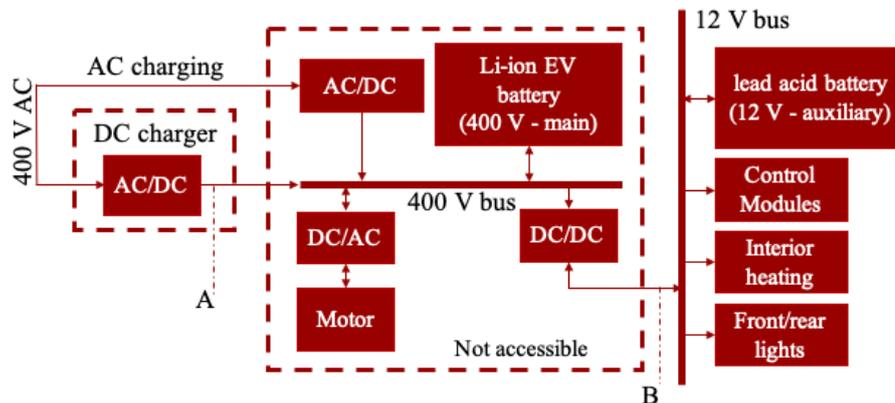 12 V bus
AC charging
400 V AC
DC charger
AC/DC
AC/DC
Li-ion EV
battery
(400 V - main)
lead acid battery
(12 V - auxiliary)
400 V bus
Control
Modules
DC/AC
DC/DC
Interior
heating
A
Motor
Not accessible
Front/rear
lights
B